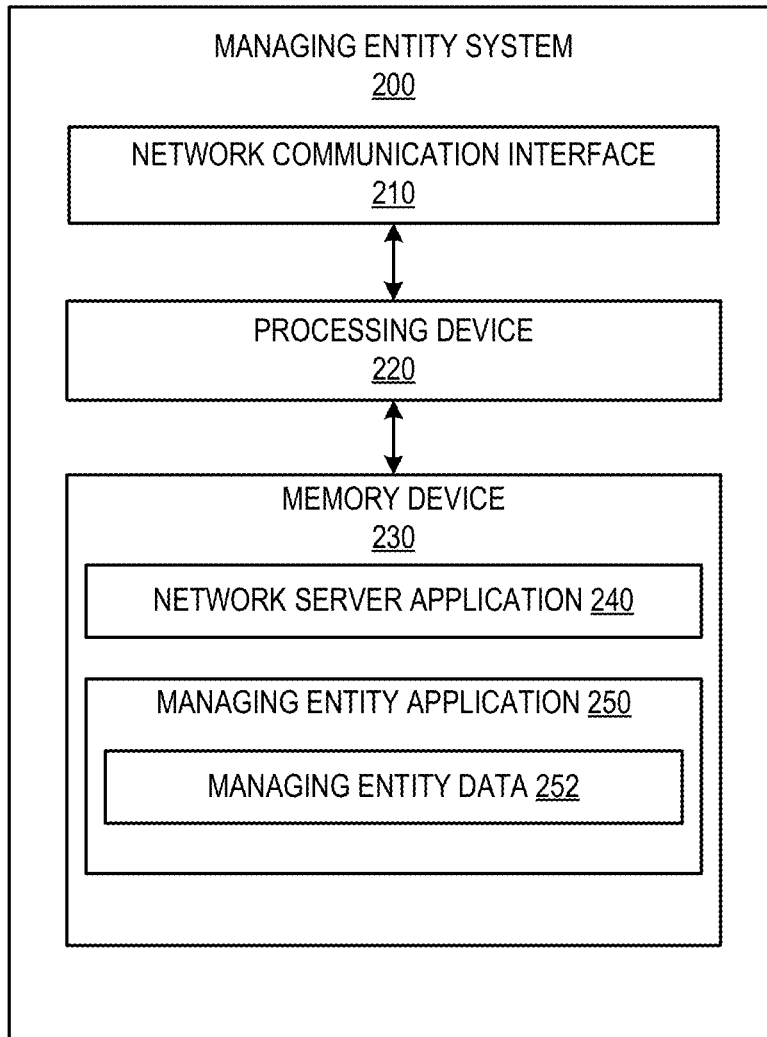 MANAGING ENTITY SYSTEM
200
NETWORK COMMUNICATION INTERFACE
210
PROCESSING DEVICE
220
MEMORY DEVICE
230
NETWORK SERVER APPLICATION 240
MANAGING ENTITY APPLICATION 250
MANAGING ENTITY DATA 252